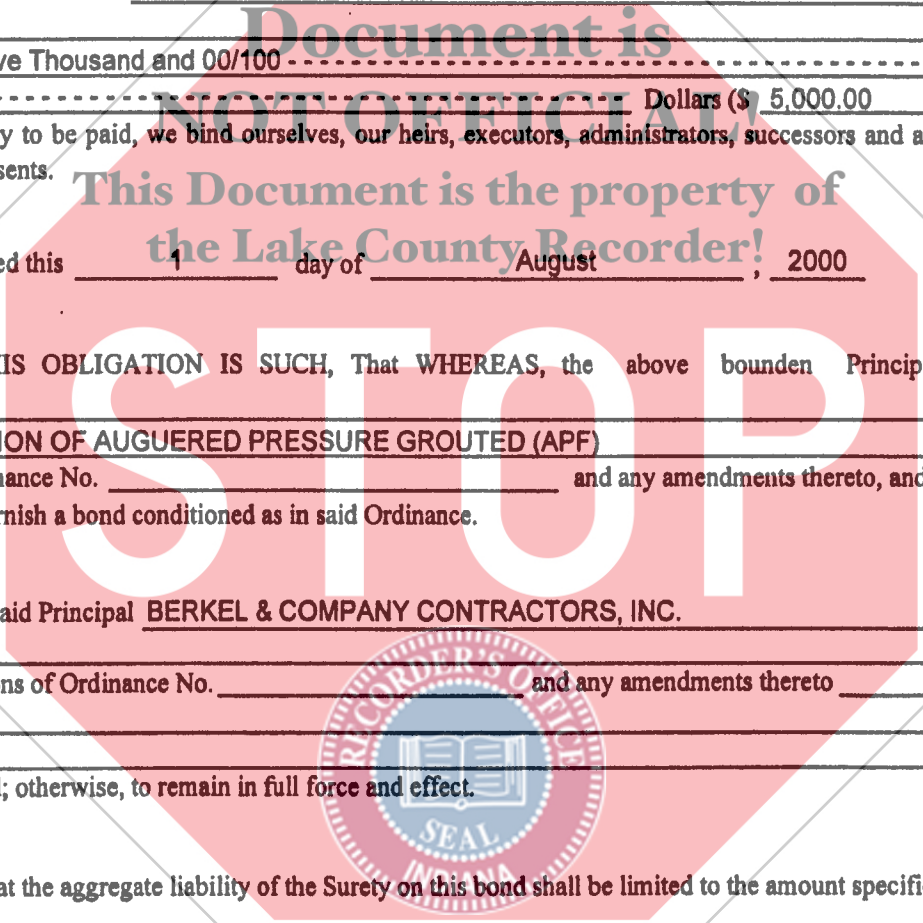 Document is
ve Thousand and 00/100
NOT OFFICIAL!
Dollars ($ 5,000.00
y to be paid, we bind ourselves, our heirs, executors, administrators, successors and a
sents.
This Document is the property of
the Lake County Recorder!
ed this 1 day of August , 2000
STOP
IS OBLIGATION IS SUCH, That WHEREAS, the above bounden Princip
ION OF AUGUERED PRESSURE GROUTED (APF)
nance No. and any amendments thereto, and
rnish a bond conditioned as in said Ordinance.
aid Principal BERKEL & COMPANY CONTRACTORS, INC.
RECORDER'S OFFICE
ns of Ordinance No. and any amendments thereto
; otherwise, to remain in full force and effect.
SEAL
INDIANA
at the aggregate liability of the Surety on this bond shall be limited to the amount specifi